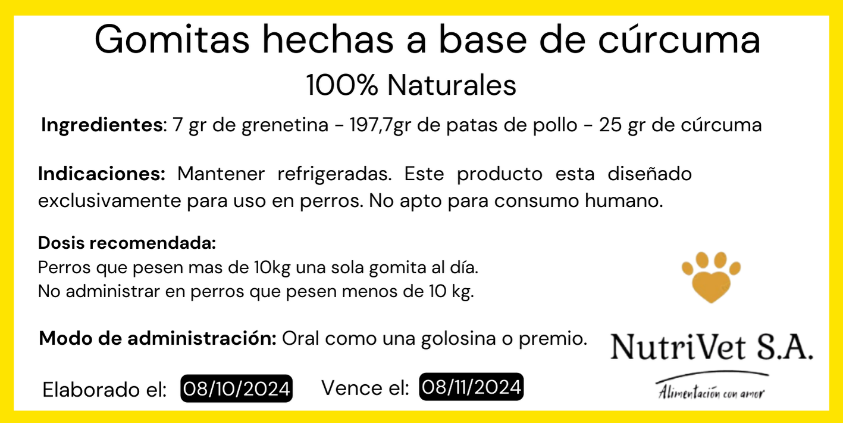 Gomitas hechas a base de cúrcuma
100% Naturales
Ingredientes: 7 gr de grenetina - 197,7gr de patas de pollo - 25 gr de cúrcuma
Indicaciones: Mantener refrigeradas. Este producto esta diseñado
exclusivamente para uso en perros. No apto para consumo humano.
Dosis recomendada:
Perros que pesen mas de 10kg una sola gomita al día.
No administrar en perros que pesen menos de 10 kg.
Modo de administración: Oral como una golosina o premio.
NutriVet S.A.
Alimentación con amor
Elaborado el: 08/10/2024 Vence el: 08/11/2024